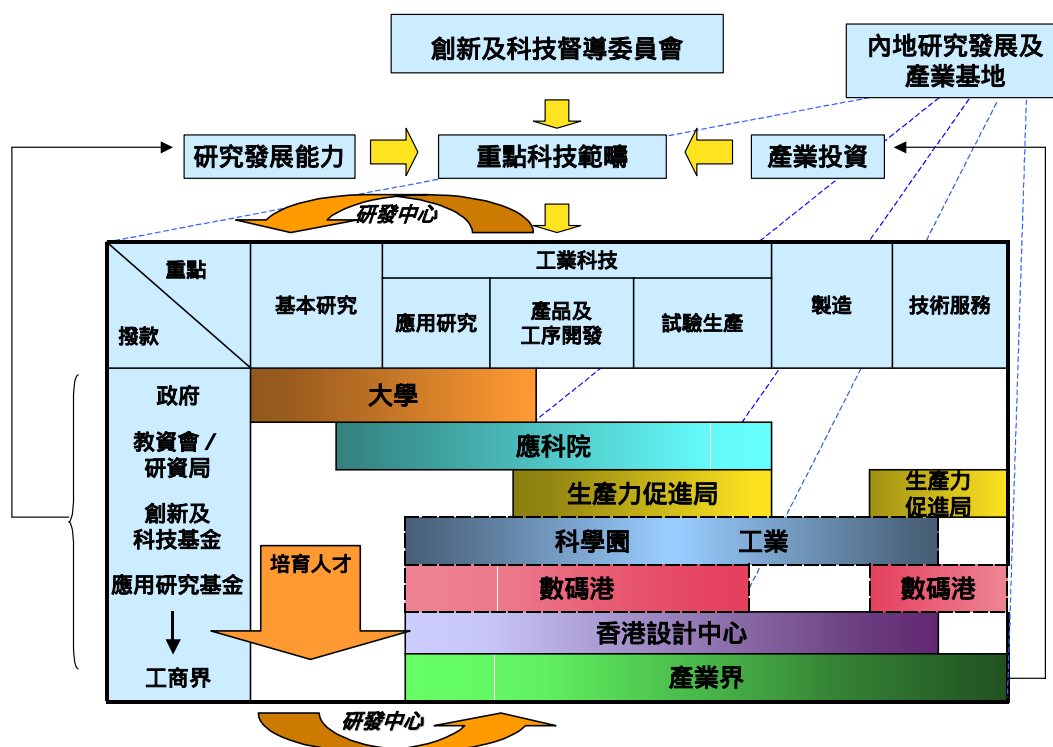 創新及科技督導委員會
內地研究發展及
產業基地
研究發展能力
重點科技範疇
產業投資
研發中心
重點
撥款
基本研究
工業科技
應用研究
產品及
工序開發
試驗生產
製造
技術服務
政府
大學
教資會 /
研資局
應科院
生產力促進局
生產力
促進局
創新及
科技基金
科學園
工業
培育人才
應用研究基金
數碼港
數碼港
香港設計中心
工商界
產業界
研發中心